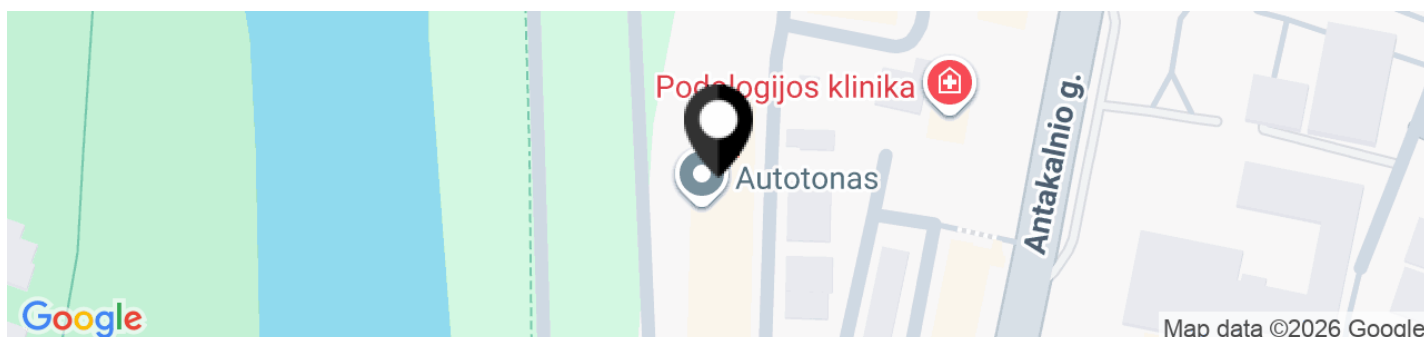 Podologijos klinika
Antakalnio g.
Autotonas
Google
Map data ©2026 Google